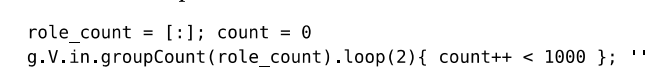 role_count = [:]; count = 0
g.V.in.groupCount(role_count).loop(2){ count++ < 1000 }; ''